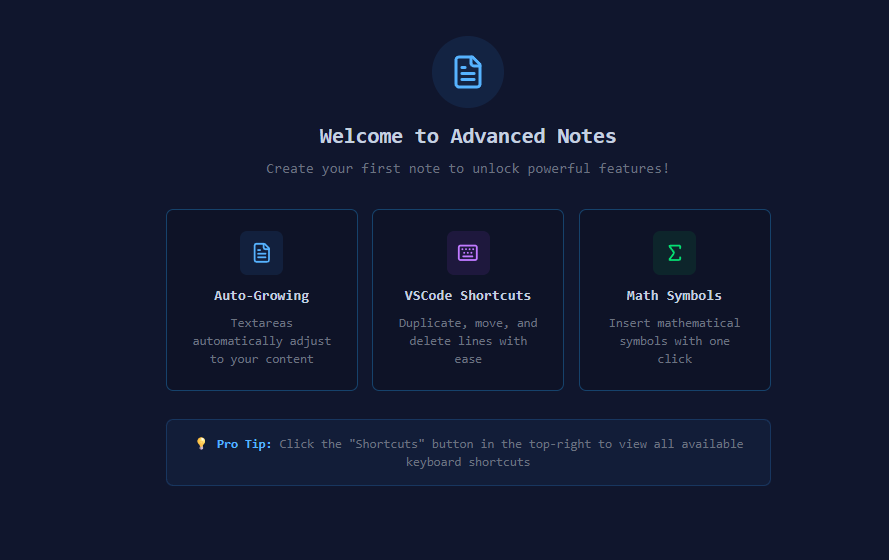 Welcome to Advanced Notes
Create your first note to unlock powerful features!
Auto-Growing
Textareas
automatically adjust
to your content
VSCode Shortcuts
Duplicate, move, and
delete lines with
ease
Σ
Math Symbols
Insert mathematical
symbols with one
click
💡 Pro Tip: Click the "Shortcuts" button in the top-right to view all available
keyboard shortcuts